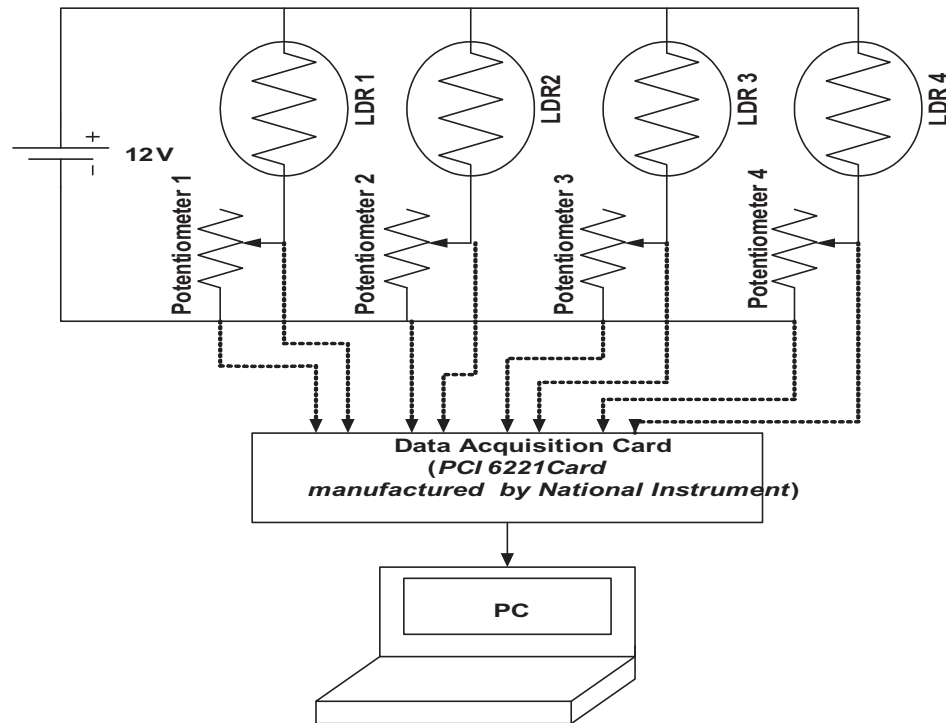 LDR 1
LDR2
LDR 3
LDR 4
+
12V
–
Potentiometer 1
Potentiometer 2
Potentiometer 3
Potentiometer 4
Data Acquisition Card
(PCI 6221Card
manufactured by National Instrument)
PC